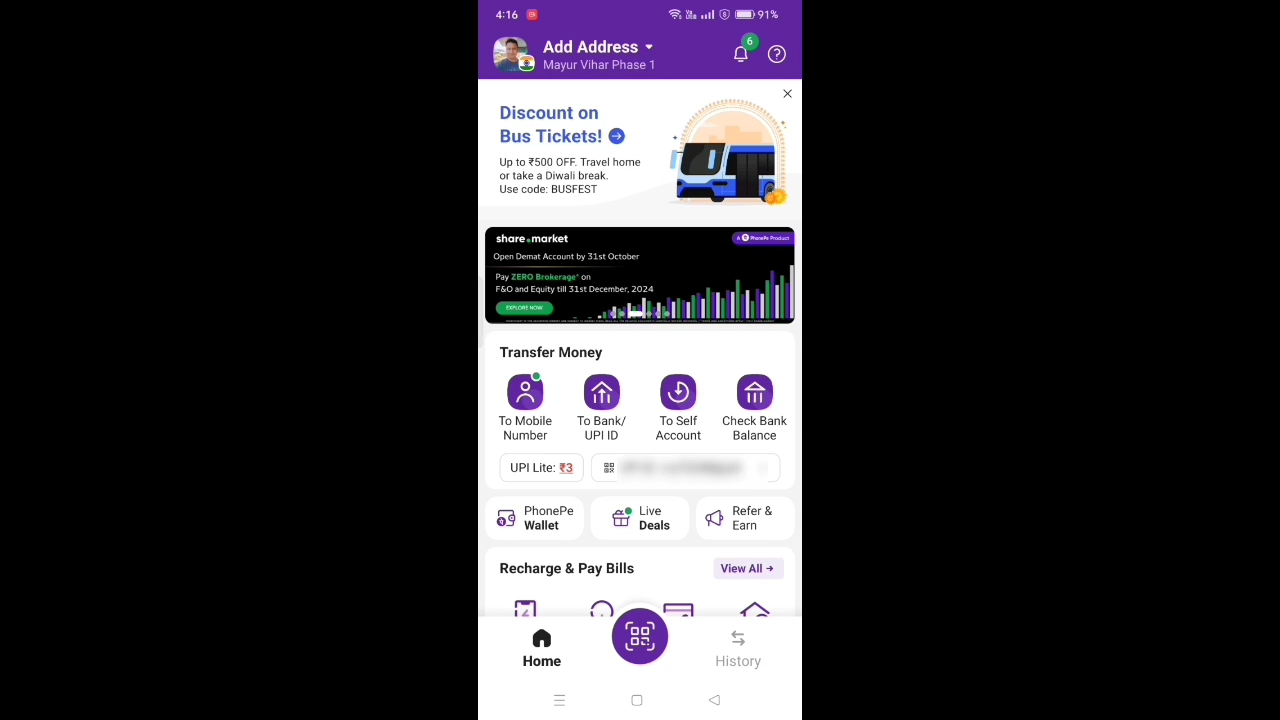 4:16
91%
Add Address
6
Mayur Vihar Phase 1
Discount on
Bus Tickets!
Up to ₹500 OFF. Travel home
or take a Diwali break.
Use code: BUSFEST
share.market
A PhonePe Product
Open Demat Account by 31st October
Pay ZERO Brokerage* on
F&O and Equity till 31st December, 2024
EXPLORE NOW
Transfer Money
To Mobile Number
To Bank/ UPI ID
To Self Account
Check Bank Balance
UPI Lite: ₹3
PhonePe Wallet
Live Deals
Refer & Earn
Recharge & Pay Bills
View All
Home
History